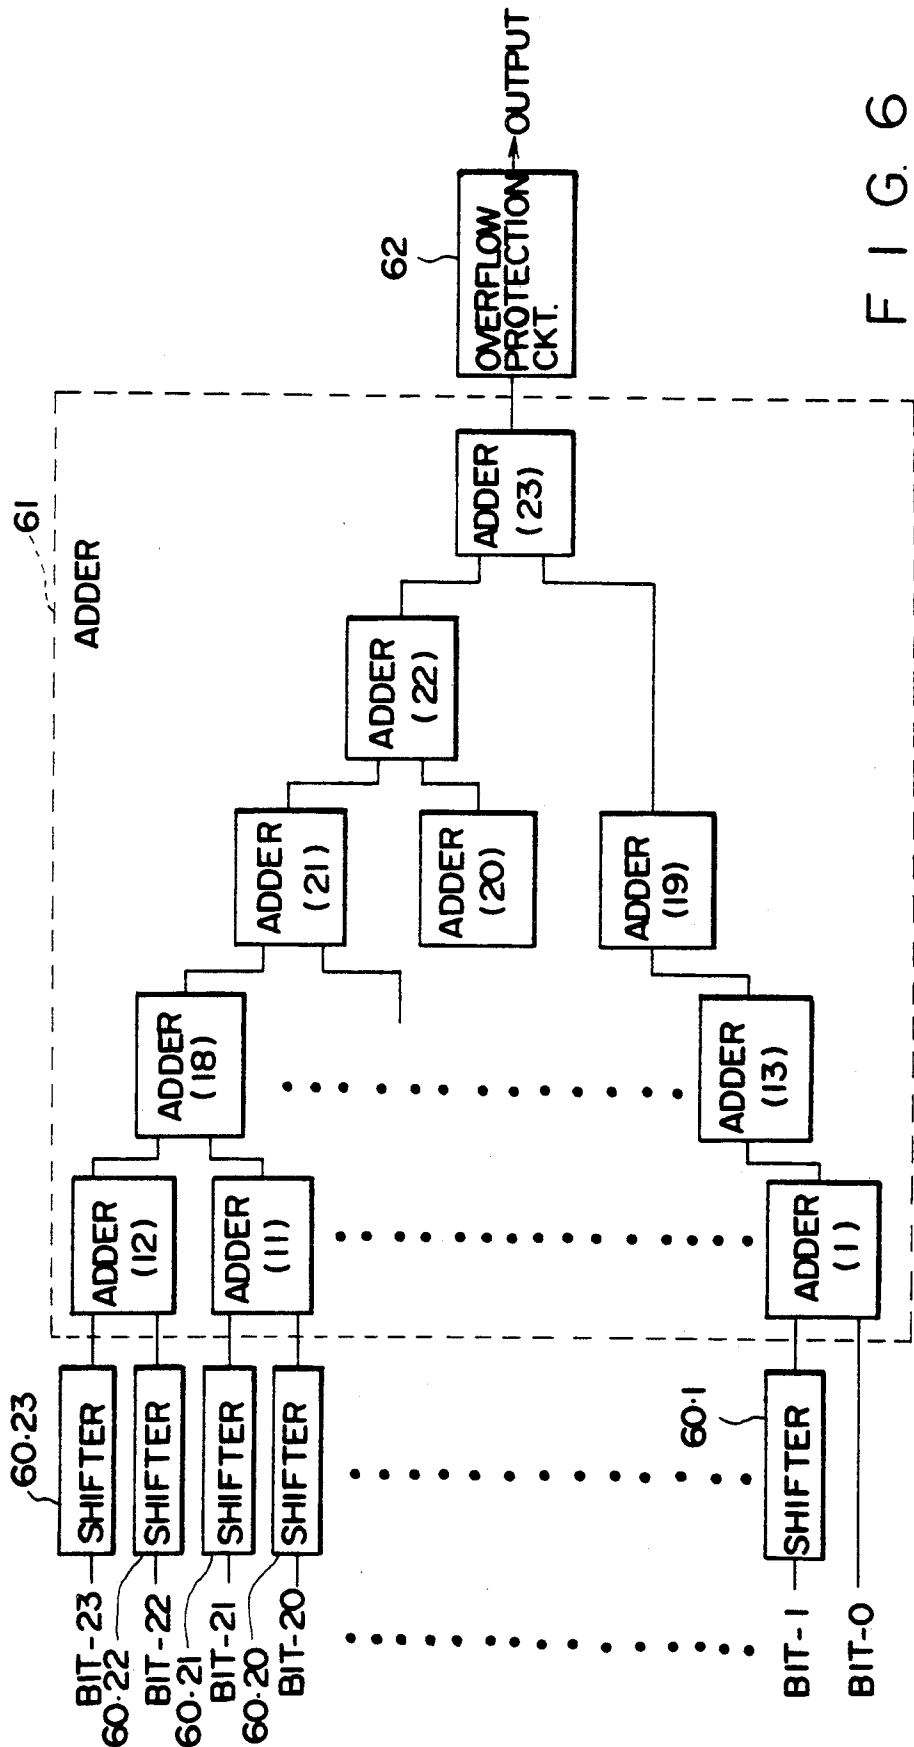 60·23
BIT-23
SHIFTER
60·22
BIT-22
SHIFTER
60·21
BIT-21
SHIFTER
60·20
BIT-20
SHIFTER
60·1
BIT-1
SHIFTER
BIT-0
61
ADDER
ADDER
(12)
ADDER
(11)
ADDER
(1)
ADDER
(18)
ADDER
(13)
ADDER
(21)
ADDER
(20)
ADDER
(19)
ADDER
(22)
ADDER
(23)
62
OVERFLOW
PROTECTION
CKT.
OUTPUT
FIG. 6